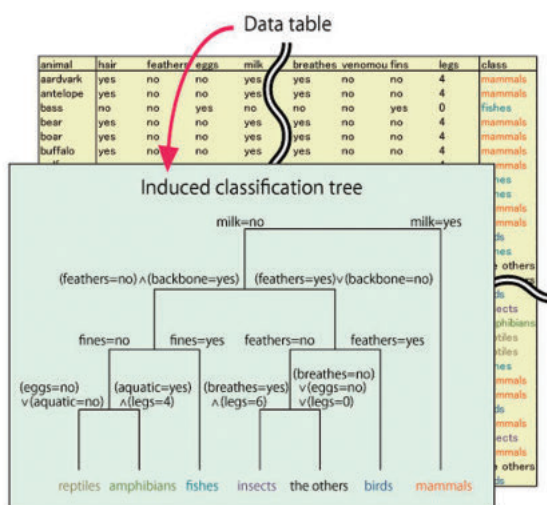 Data table
animal hair feathers eggs milk breathes venomou fins legs class
aardvark yes no no yes yes no no 4 mammals
antelope yes no no yes yes no no 4 mammals
bass no no yes no no no yes 0 fishes
bear yes no no yes yes no no 4 mammals
boar yes no no yes yes no no 4 mammals
buffalo yes no no yes yes no no 4 mammals
mammals
Induced classification tree
milk=no milk=yes
(feathers=no)∧(backbone=yes) (feathers=yes)∨(backbone=no)
fines=no fines=yes feathers=no feathers=yes
(eggs=no) (aquatic=yes) (breathes=yes) (breathes=no)
∨(aquatic=no) ∧(legs=4) ∧(legs=6) ∨(eggs=no)
∨(legs=0)
reptiles amphibians fishes insects the others birds mammals